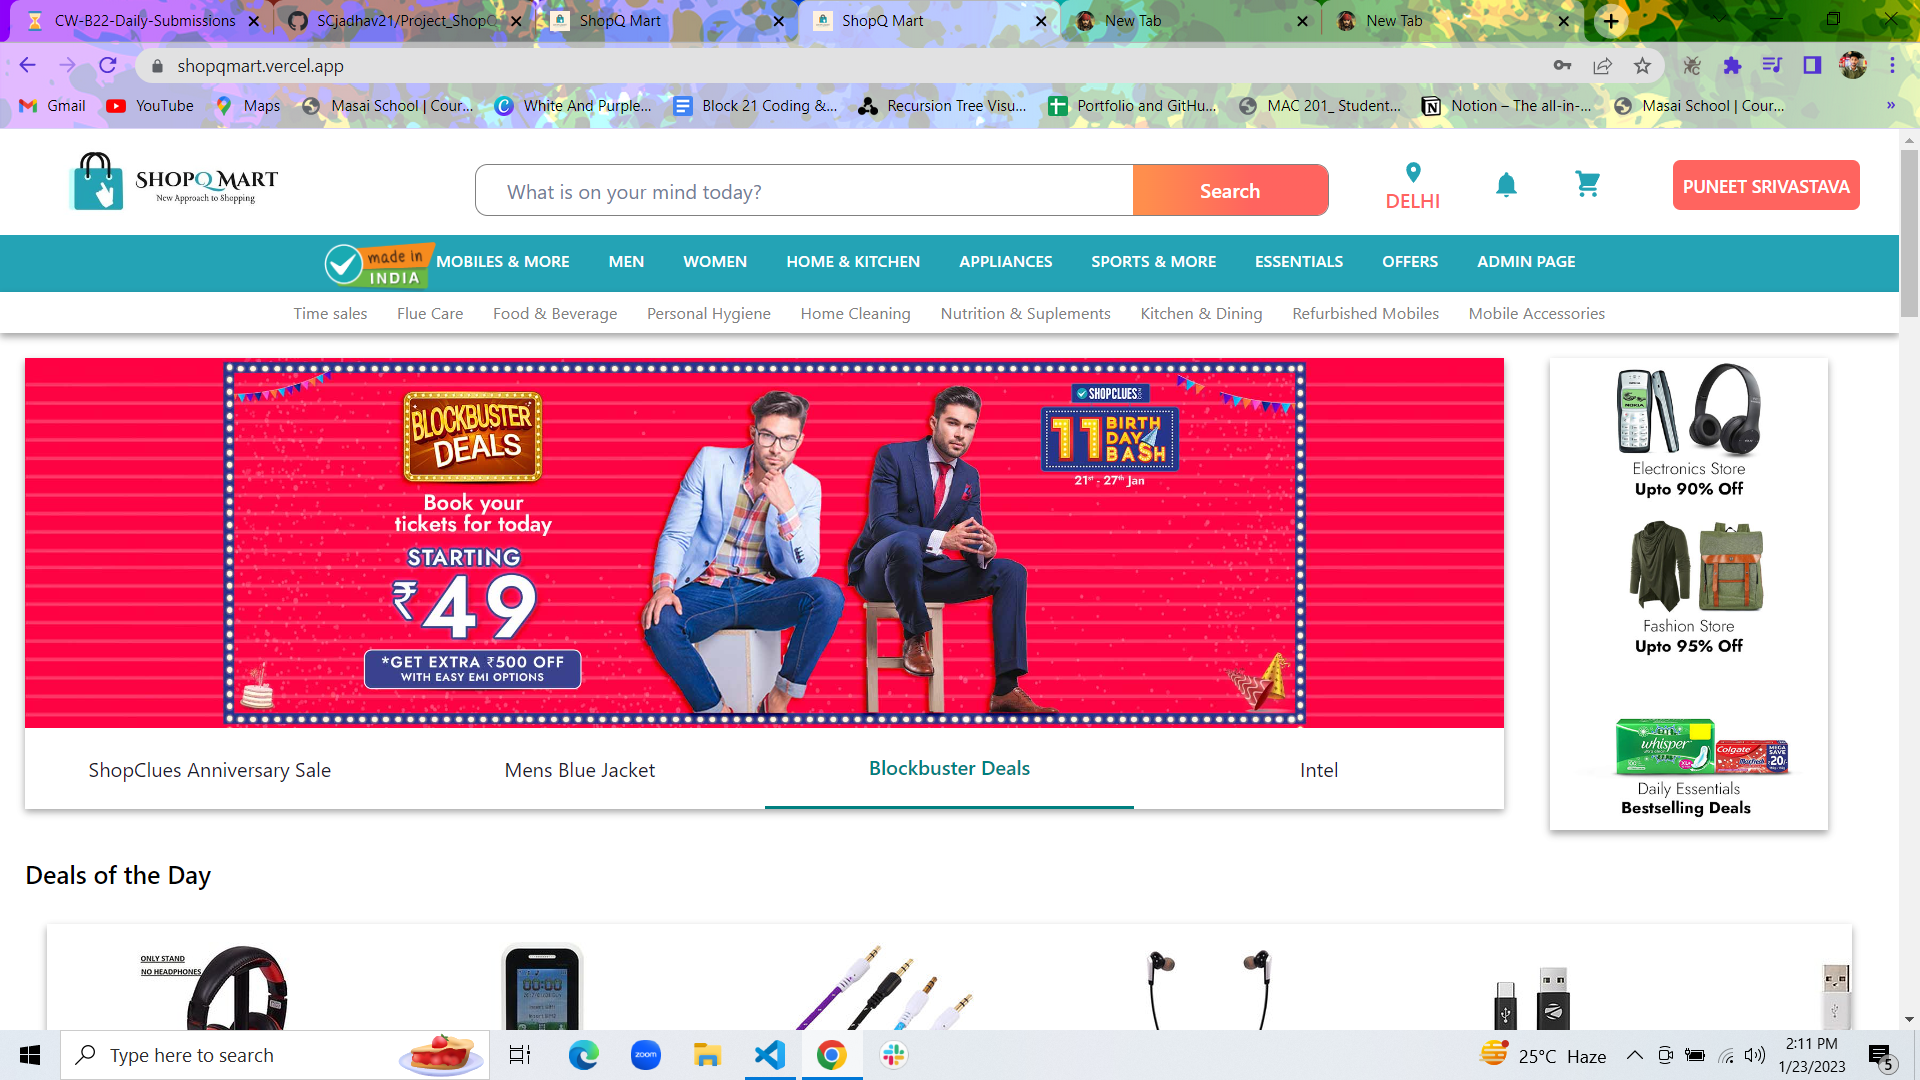 CW-B22-Daily-Submissions
SCjadhav21/Project_ShopQ
ShopQ Mart
ShopQ Mart
New Tab
New Tab
shopqmart.vercel.app
Gmail
YouTube
Maps
Masai School | Cour...
White And Purple...
Block 21 Coding &...
Recursion Tree Visu...
Portfolio and GitHu...
MAC 201_ Student...
Notion – The all-in-...
Masai School | Cour...
»
SHOPQ MART
New Approach to Shopping
What is on your mind today?
Search
DELHI
PUNEET SRIVASTAVA
made in
INDIA
MOBILES & MORE
MEN
WOMEN
HOME & KITCHEN
APPLIANCES
SPORTS & MORE
ESSENTIALS
OFFERS
ADMIN PAGE
Time sales
Flue Care
Food & Beverage
Personal Hygiene
Home Cleaning
Nutrition & Suplements
Kitchen & Dining
Refurbished Mobiles
Mobile Accessories
BLOCKBUSTER
DEALS
Book your
tickets for today
STARTING
₹49
*GET EXTRA ₹500 OFF
WITH EASY EMI OPTIONS
SHOPCLUES
11 BIRTH
DAY
BASH
21st - 27th Jan
ShopClues Anniversary Sale
Mens Blue Jacket
Blockbuster Deals
Intel
NOKIA
Electronics Store
Upto 90% Off
Fashion Store
Upto 95% Off
whisper
Colgate
MEGA
SAVE
20/-
Daily Essentials
Bestselling Deals
Deals of the Day
ONLY STAND
NO HEADPHONES
00:00
Type here to search
zoom
25°C Haze
2:11 PM
1/23/2023
5